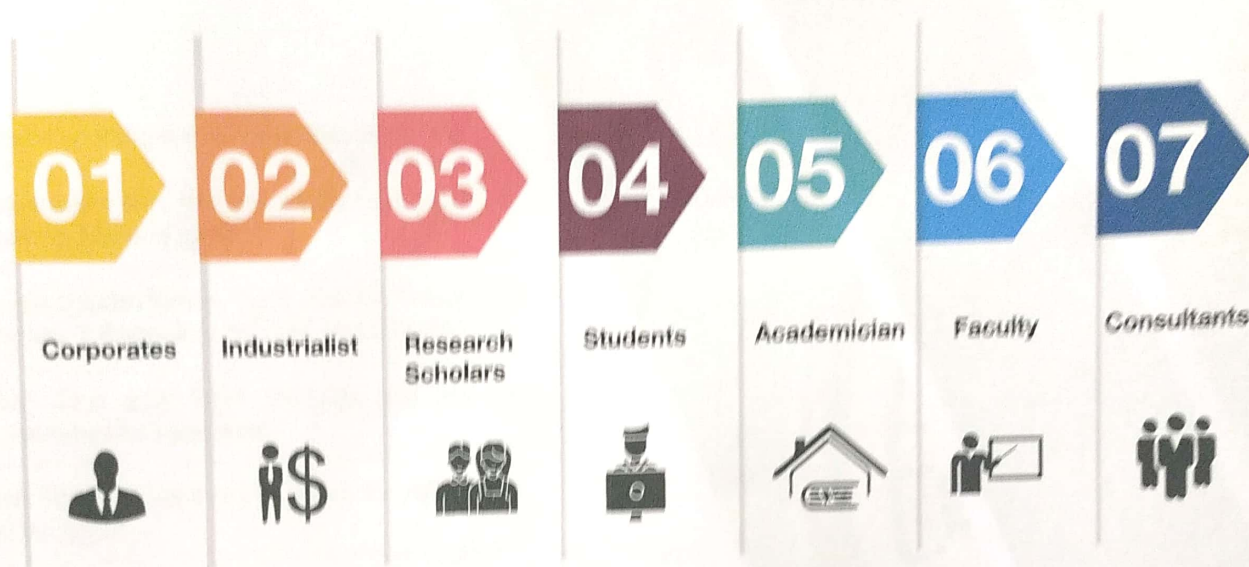 01
02
03
04
05
06
07
Corporates
Industrialist
Research
Scholars
Students
Academician
Faculty
Consultants
$